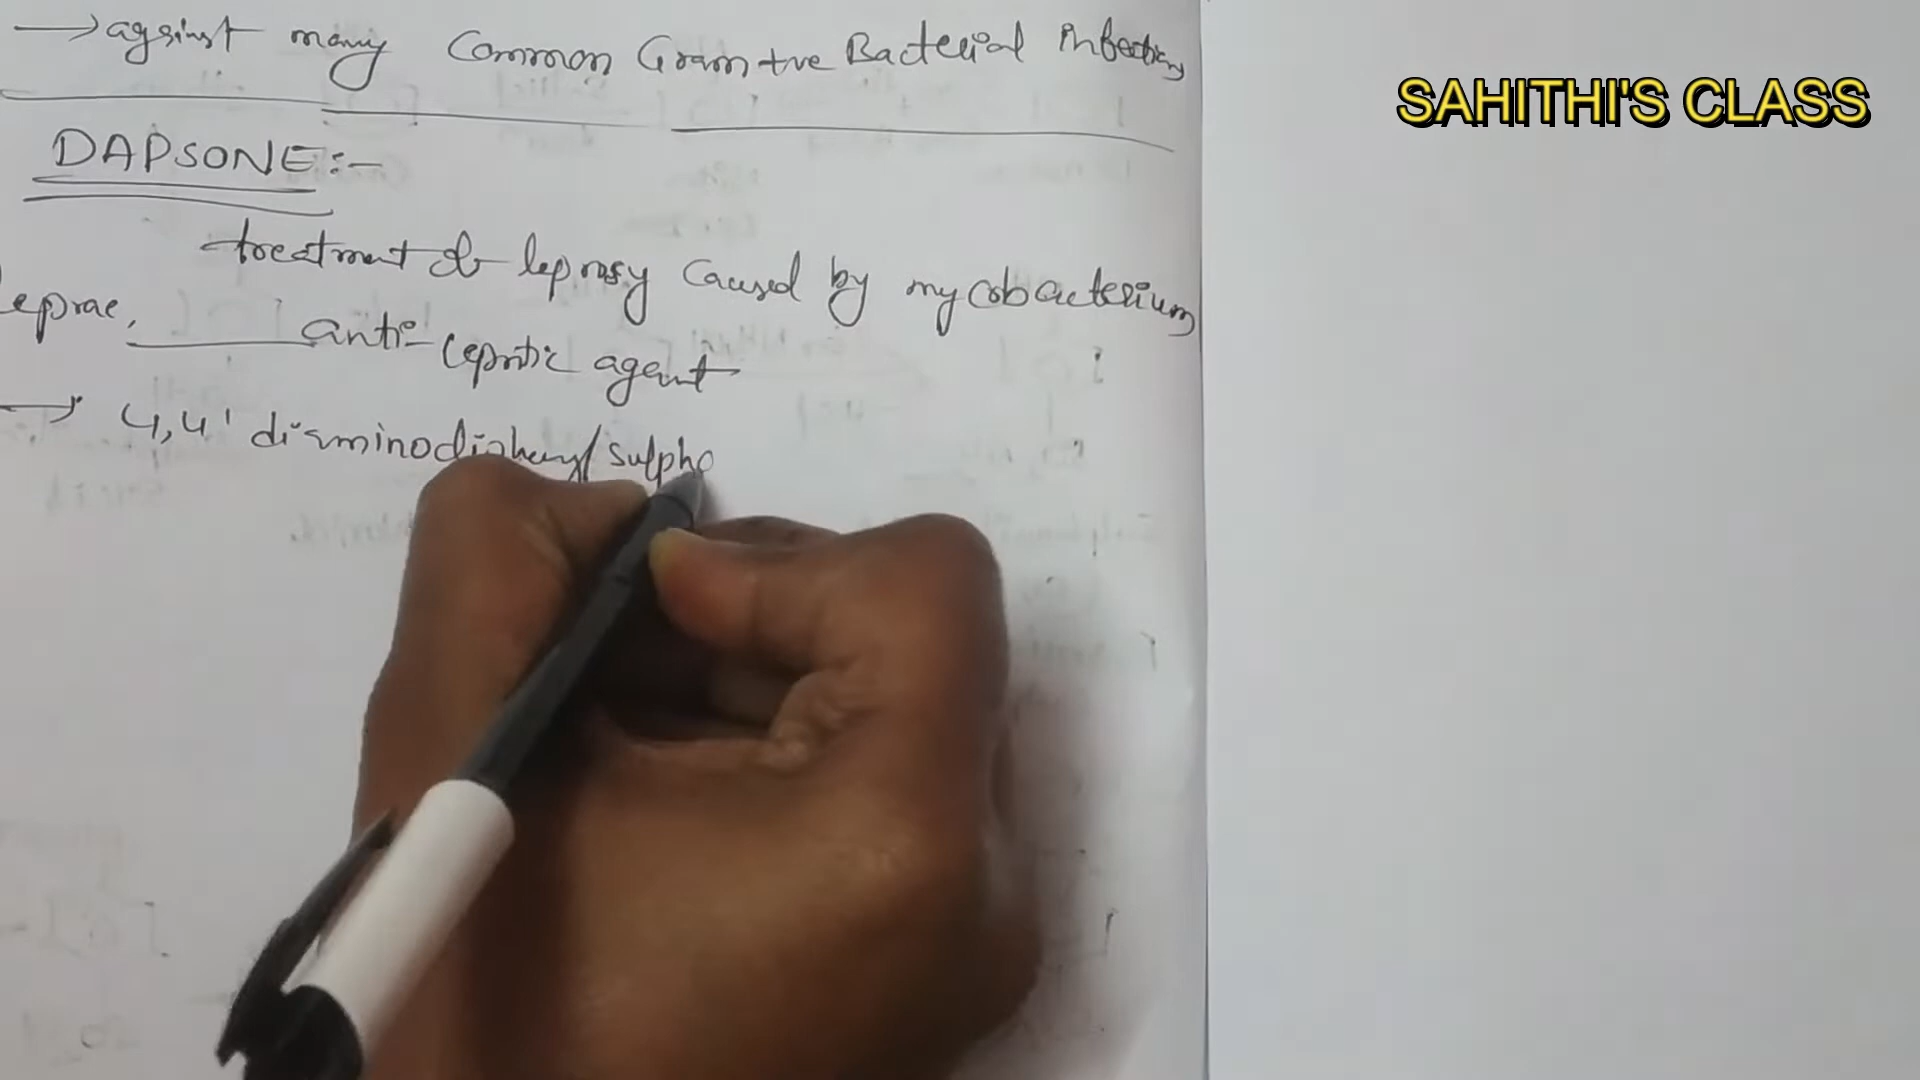 → against many Common Gram +ve Bacterial infections
SAHITHI'S CLASS
DAPSONE :-
treatment of leprosy caused by mycobacterium
leprae, anti-leprotic agent
→ 4,4' diaminodiphenyl sulpho